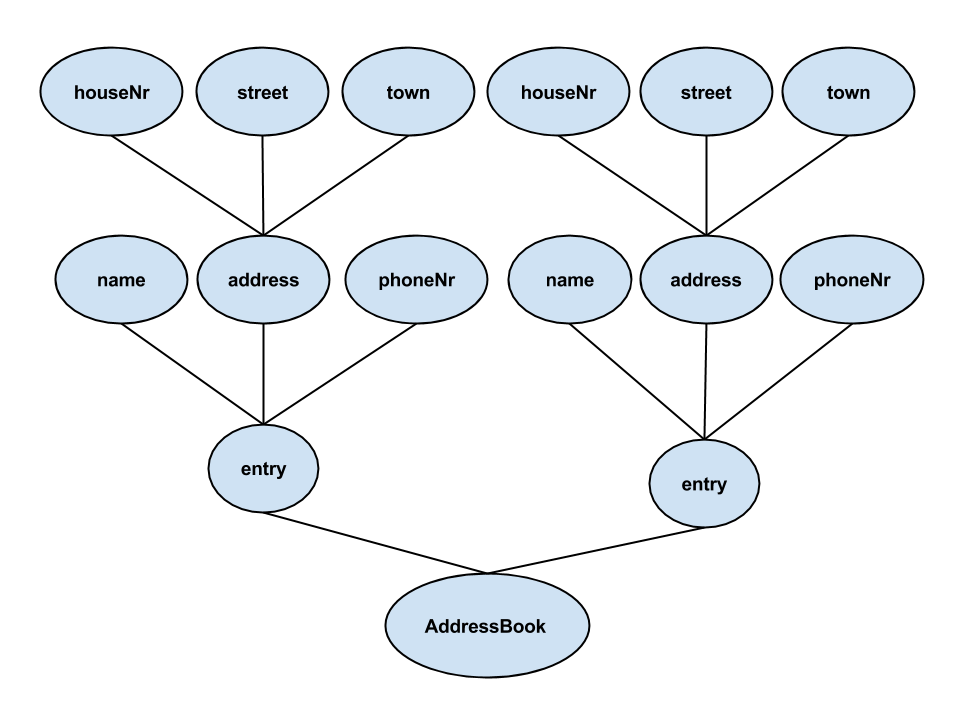 houseNr
street
town
houseNr
street
town
name
address
phoneNr
name
address
phoneNr
entry
entry
AddressBook